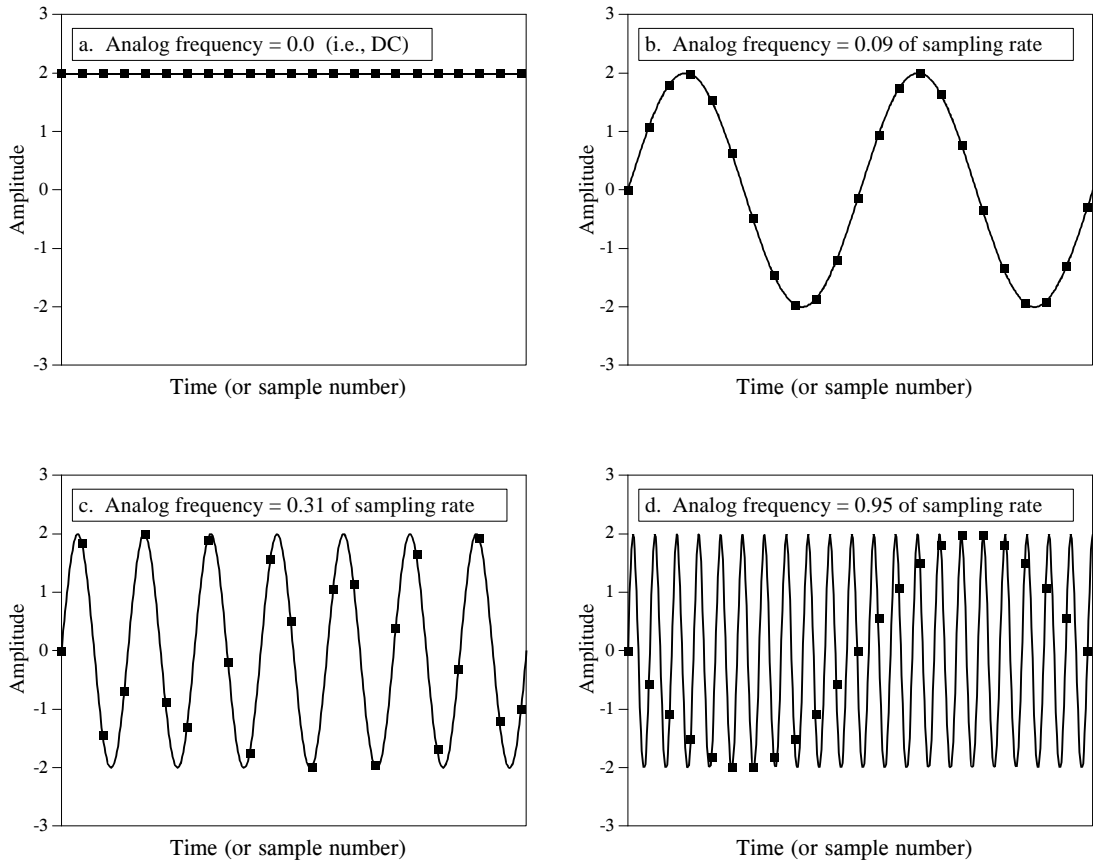 3
a. Analog frequency = 0.0 (i.e., DC)
2
1
0
-1
-2
-3
Amplitude
Time (or sample number)
3
b. Analog frequency = 0.09 of sampling rate
2
1
0
-1
-2
-3
Amplitude
Time (or sample number)
3
c. Analog frequency = 0.31 of sampling rate
2
1
0
-1
-2
-3
Amplitude
Time (or sample number)
3
d. Analog frequency = 0.95 of sampling rate
2
1
0
-1
-2
-3
Amplitude
Time (or sample number)